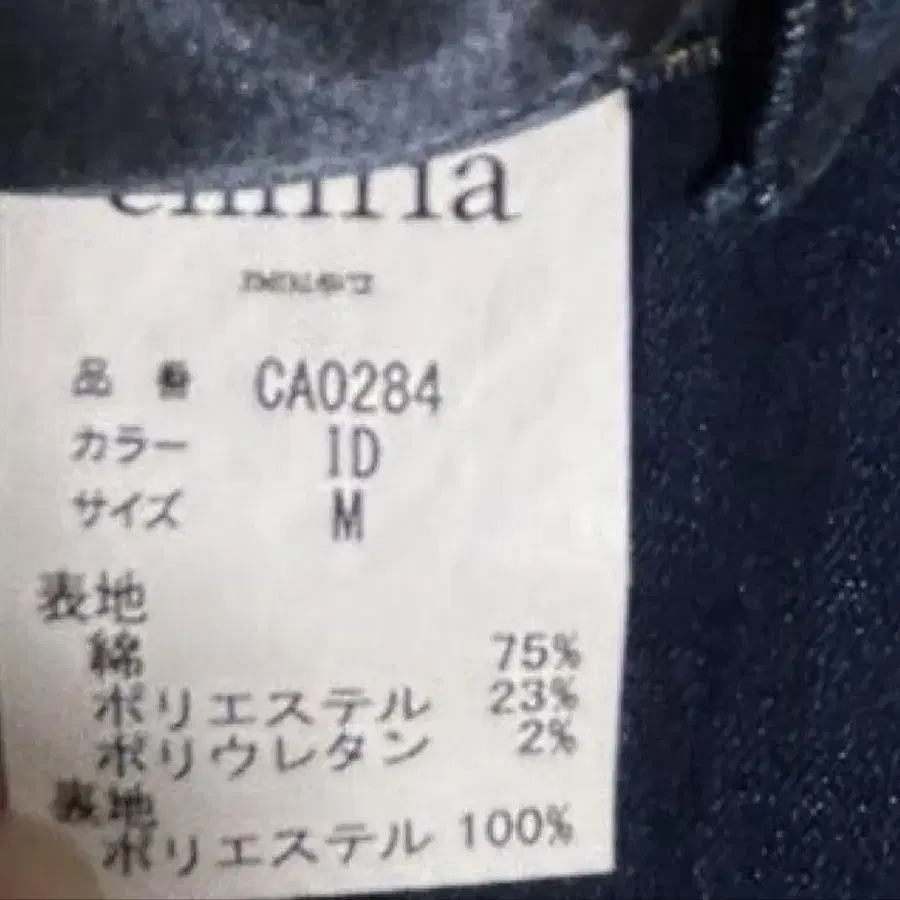 品番 CA0284
カラー ID
サイズ M
表地
綿 75%
ポリエステル 23%
ポリウレタン 2%
表地
ポリエステル 100%